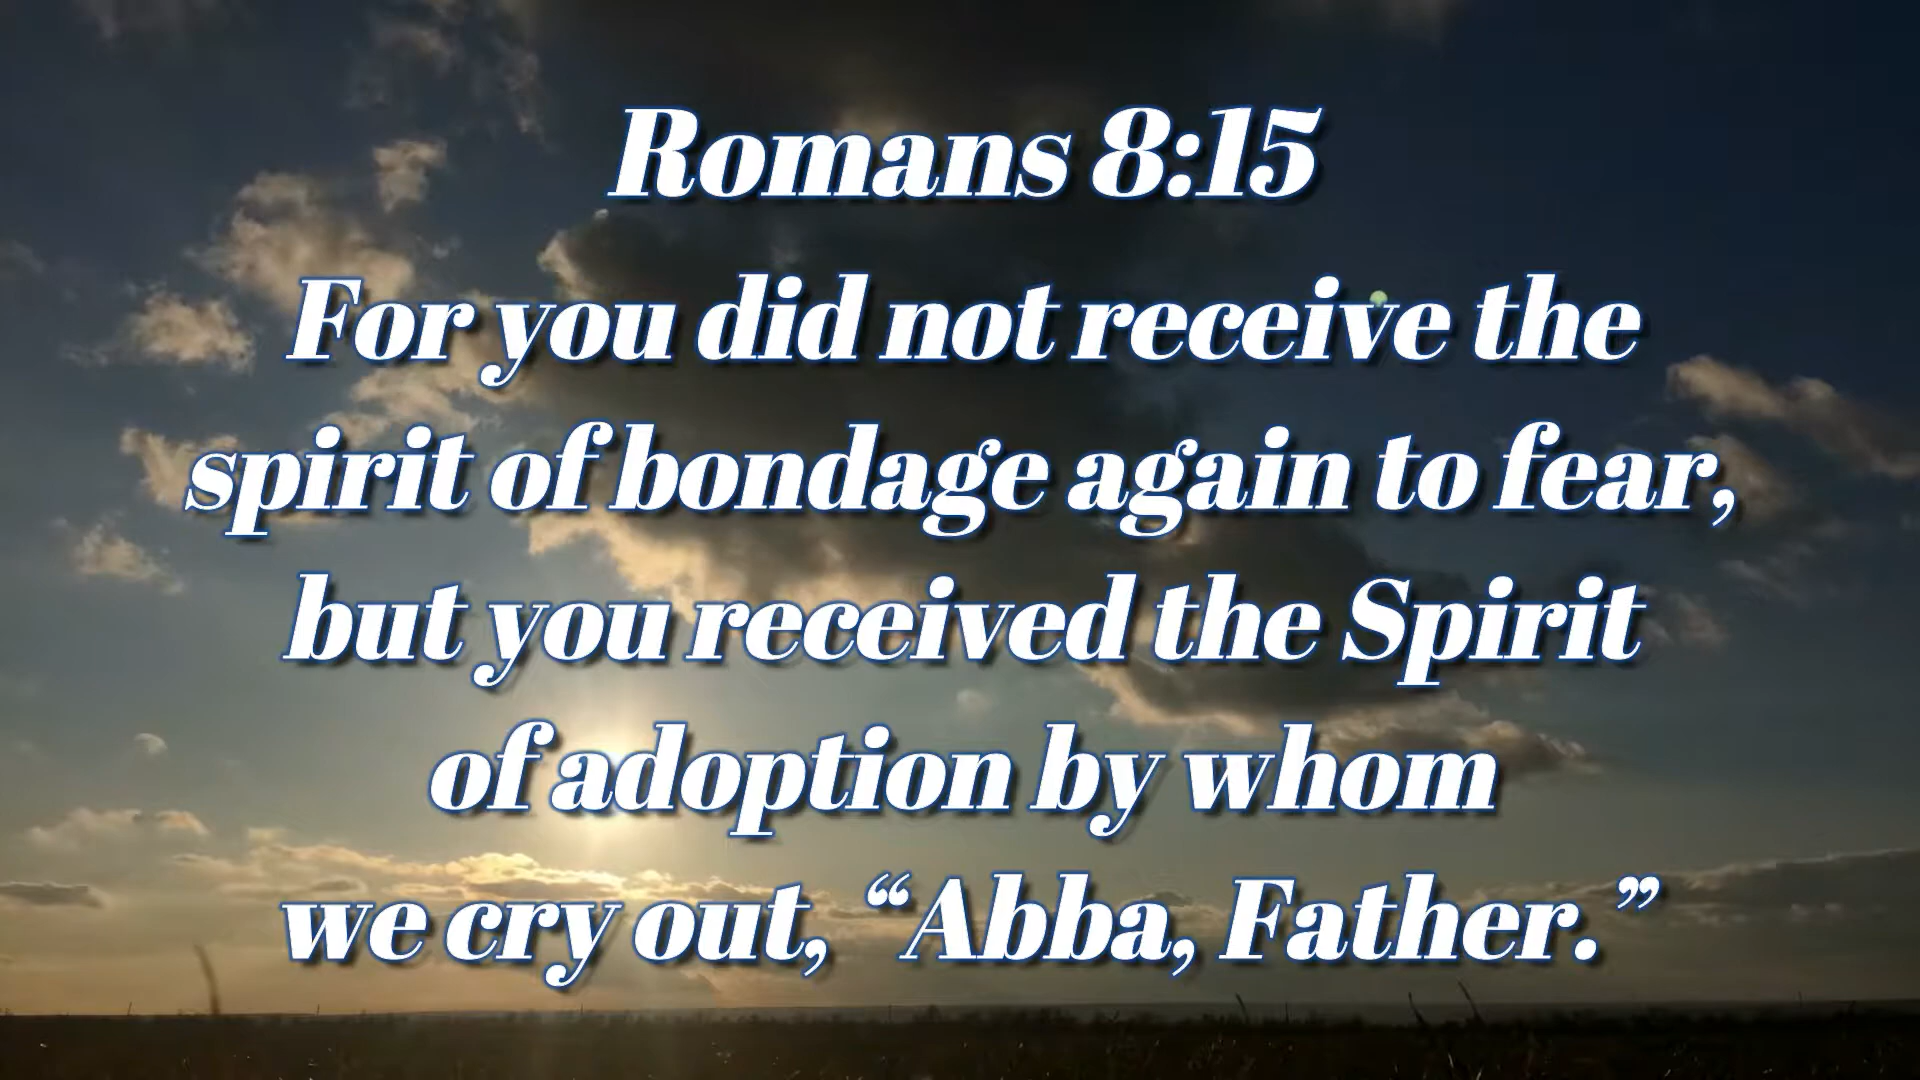 Romans 8:15
For you did not receive the
spirit of bondage again to fear,
but you received the Spirit
of adoption by whom
we cry out, “Abba, Father.”